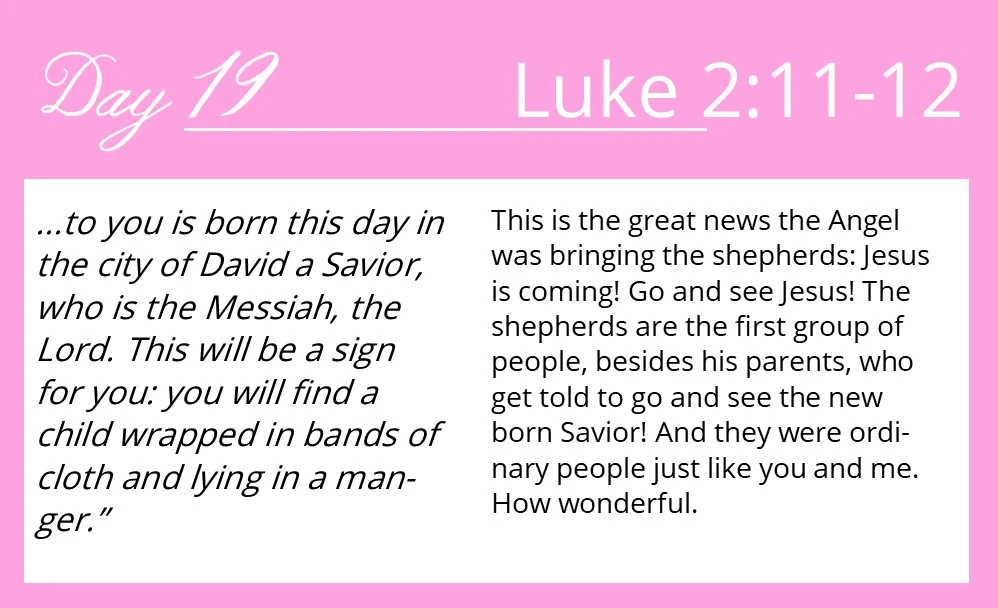 Day 19
Luke 2:11-12
...to you is born this day in
the city of David a Savior,
who is the Messiah, the
Lord. This will be a sign
for you: you will find a
child wrapped in bands of
cloth and lying in a man-
ger.”
This is the great news the Angel
was bringing the shepherds: Jesus
is coming! Go and see Jesus! The
shepherds are the first group of
people, besides his parents, who
get told to go and see the new
born Savior! And they were ordi-
nary people just like you and me.
How wonderful.